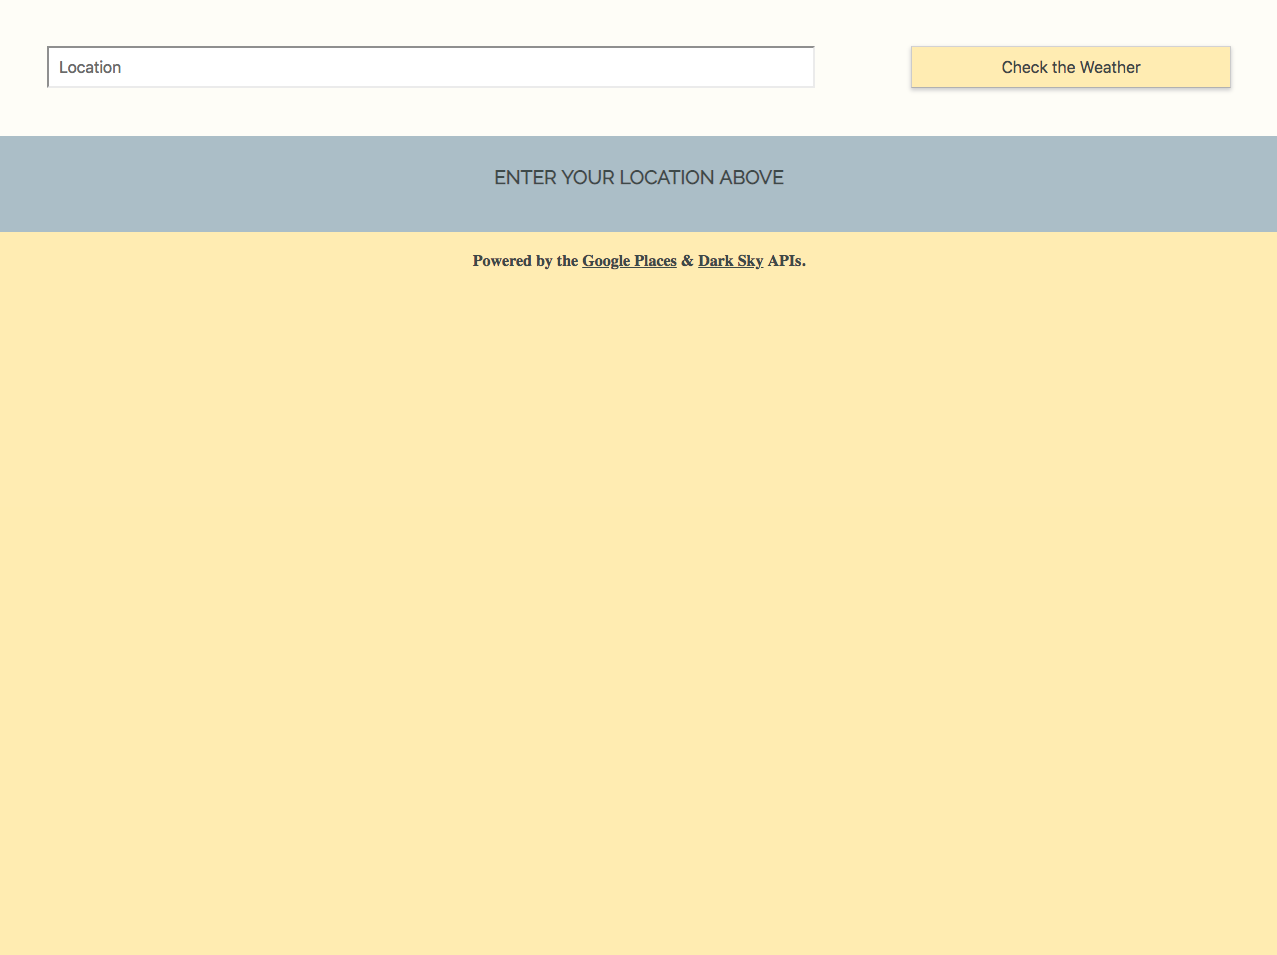 Location
Check the Weather
ENTER YOUR LOCATION ABOVE
Powered by the Google Places & Dark Sky APIs.